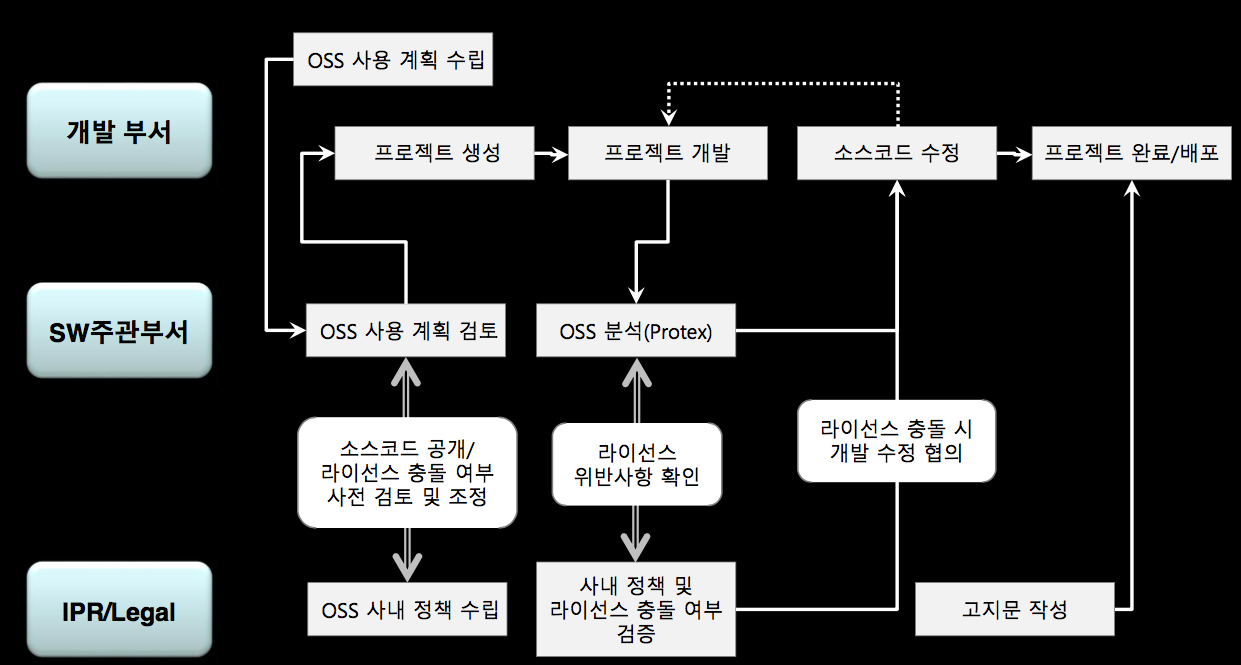 OSS 사용 계획 수립
개발 부서
프로젝트 생성
프로젝트 개발
소스코드 수정
프로젝트 완료/배포
SW주관부서
OSS 사용 계획 검토
OSS 분석(Protex)
소스코드 공개/
라이선스 충돌 여부
사전 검토 및 조정
라이선스
위반사항 확인
라이선스 충돌 시
개발 수정 협의
IPR/Legal
OSS 사내 정책 수립
사내 정책 및
라이선스 충돌 여부
검증
고지문 작성